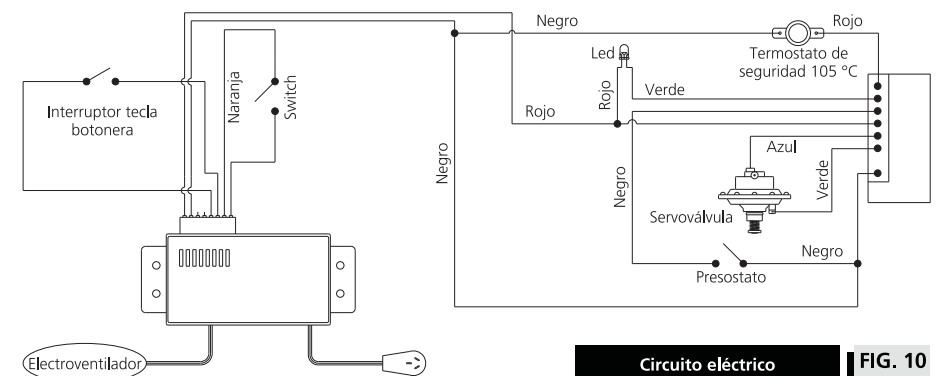 Negro
Rojo
Led
Termostato de
seguridad 105 °C
Naranja
Switch
Interruptor tecla
botonera
Rojo
Rojo
Verde
Negro
Negro
Azul
Verde
Servoválvula
Negro
Presostato
Electroventilador
Circuito eléctrico
FIG. 10